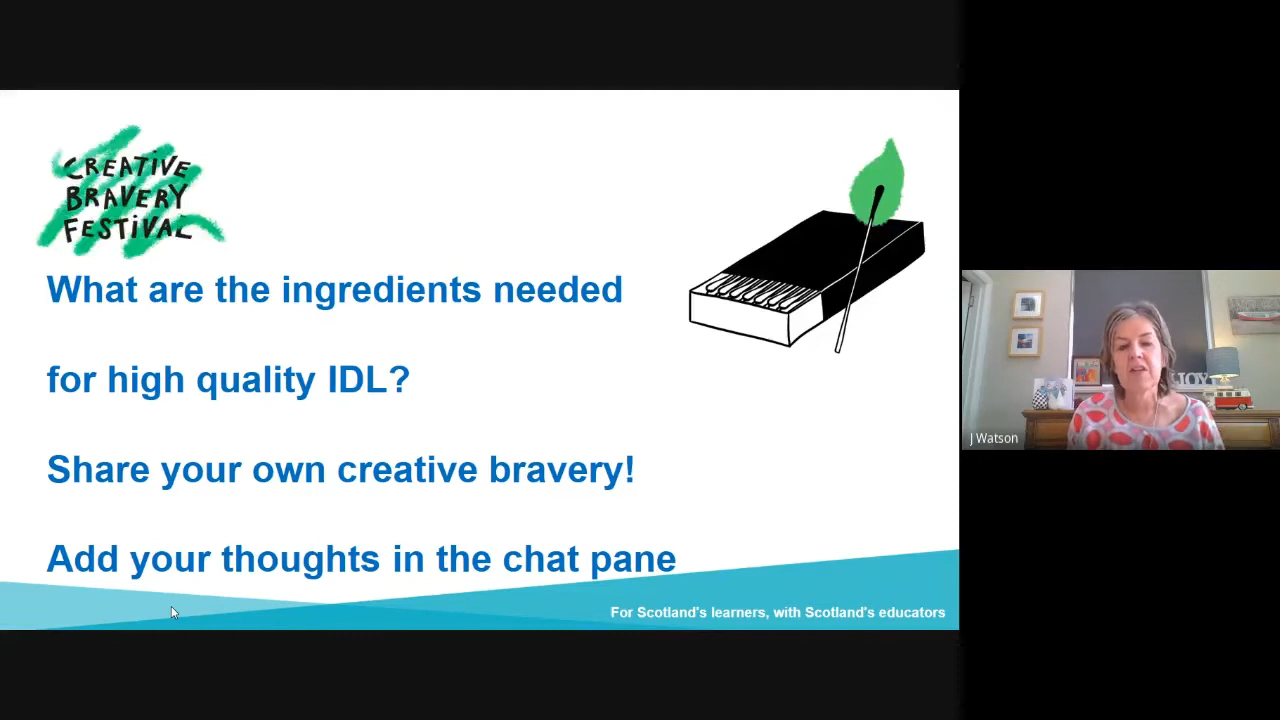 CREATIVE
BRAVERY
FESTIVAL
What are the ingredients needed
for high quality IDL?
Share your own creative bravery!
Add your thoughts in the chat pane
For Scotland's learners, with Scotland's educators
J Watson